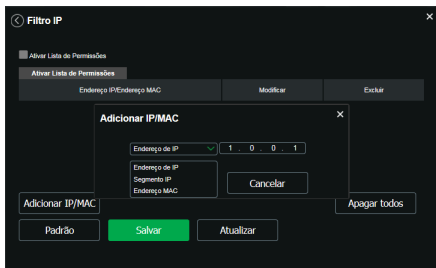 Filtro IP
Ativar Lista de Permissões
Ativar Lista de Permissões
Endereço IP/Endereço MAC Modificar Excluir
Adicionar IP/MAC
Endereço de IP 1 . 0 . 0 . 1
Endereço de IP
Segmento IP
Endereço MAC
Cancelar
Adicionar IP/MAC Apagar todos
Padrão Salvar Atualizar